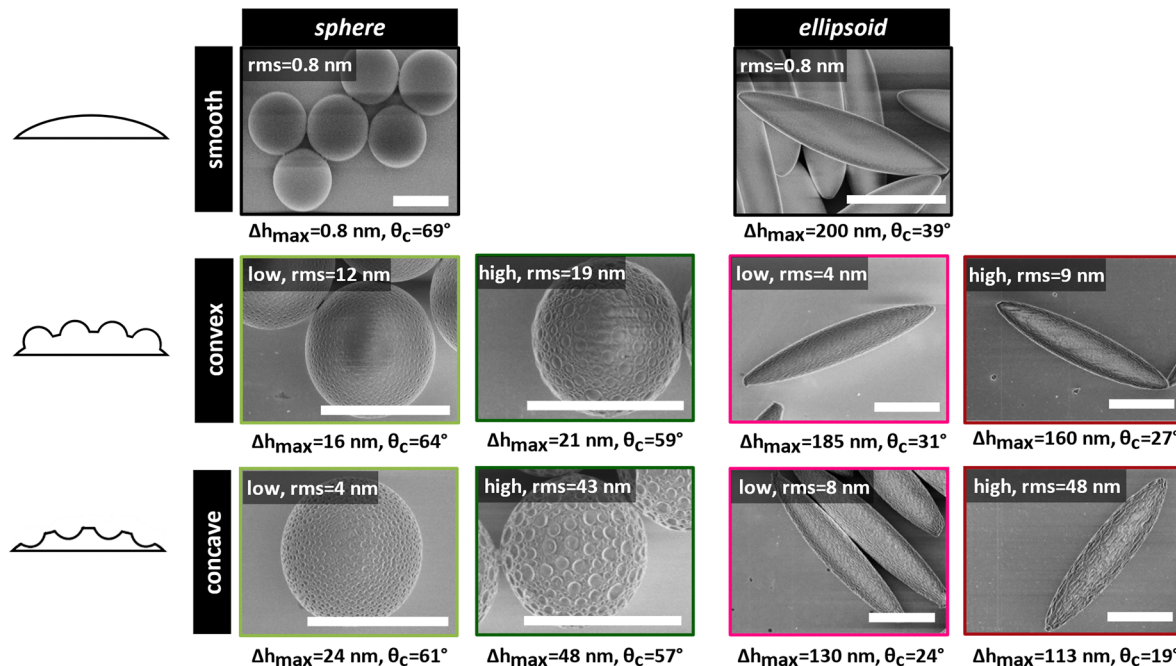 sphere
ellipsoid
smooth
rms=0.8 nm
rms=0.8 nm
Δhmax=0.8 nm, θc=69°
Δhmax=200 nm, θc=39°
convex
low, rms=12 nm
high, rms=19 nm
low, rms=4 nm
high, rms=9 nm
Δhmax=16 nm, θc=64°
Δhmax=21 nm, θc=59°
Δhmax=185 nm, θc=31°
Δhmax=160 nm, θc=27°
concave
low, rms=4 nm
high, rms=43 nm
low, rms=8 nm
high, rms=48 nm
Δhmax=24 nm, θc=61°
Δhmax=48 nm, θc=57°
Δhmax=130 nm, θc=24°
Δhmax=113 nm, θc=19°